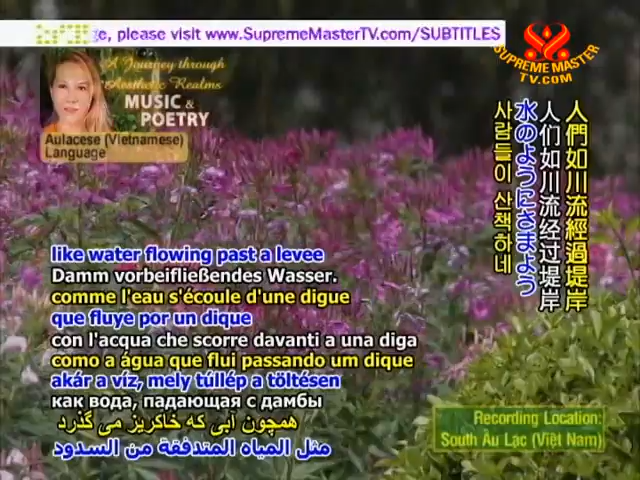 e, please visit www.SupremeMasterTV.com/SUBTITLES
SUPREME MASTER
TV.COM
A Journey through
Aesthetic Realms
MUSIC &
POETRY
Aulacese (Vietnamese)
Language
人們如川流經過堤岸
人们如川流经过堤岸
水のようにさまよう
사람들이 산책하네
like water flowing past a levee
Damm vorbeifließendes Wasser.
comme l'eau s'écoule d'une digue
que fluye por un dique
con l'acqua che scorre davanti a una diga
como a água que flui passando um dique
akár a víz, mely túllép a töltésen
как вода, падающая с дамбы
همچون آبی که خاکریز می گذرد
مثل المياه المتدفقة من السدود
Recording Location:
South Âu Lạc (Việt Nam)